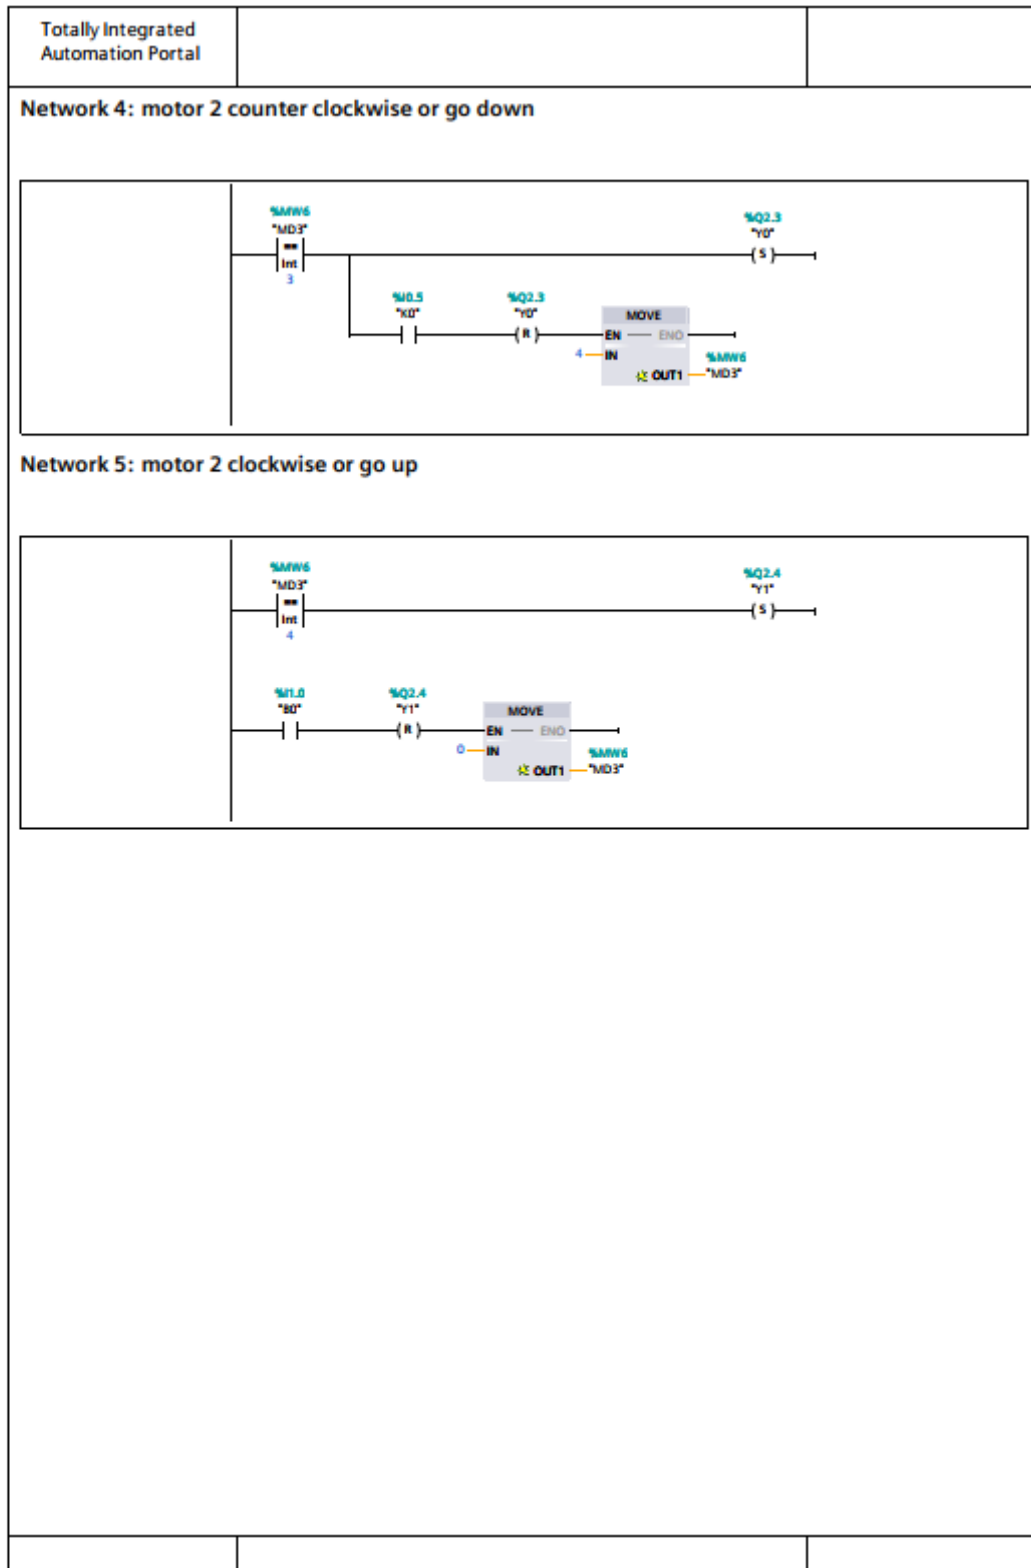 Totally Integrated
Automation Portal
Network 4: motor 2 counter clockwise or go down
%MW6
"MD3"
==
Int
3
%Q2.3
"Y0"
S
%I0.5
"X0"
%Q2.3
"Y0"
R
MOVE
EN ENO
4 IN
OUT1
%MW6
"MD3"
Network 5: motor 2 clockwise or go up
%MW6
"MD3"
==
Int
4
%Q2.4
"Y1"
S
%I1.0
"B0"
%Q2.4
"Y1"
R
MOVE
EN ENO
0 IN
OUT1
%MW6
"MD3"